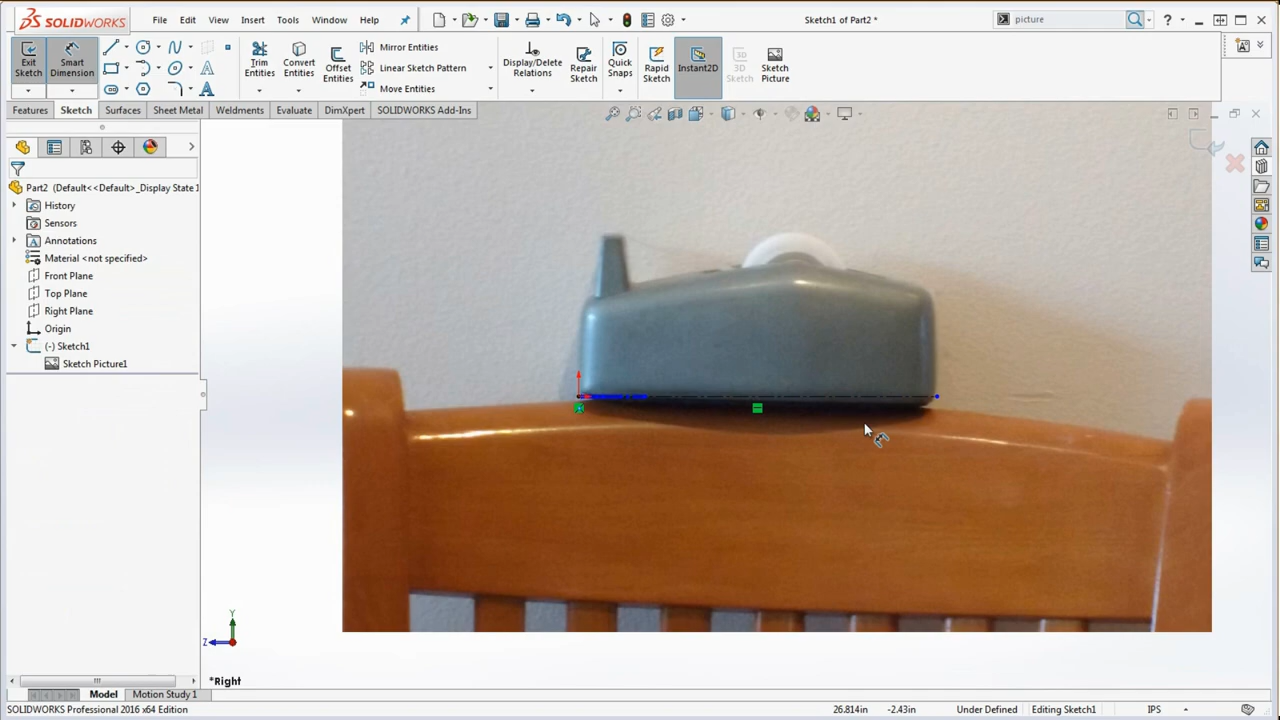 SOLIDWORKS File Edit View Insert Tools Window Help Sketch1 of Part2 * picture
Exit Sketch Smart Dimension Trim Entities Convert Entities Offset Entities Mirror Entities Linear Sketch Pattern Move Entities Display/Delete Relations Repair Sketch Quick Snaps Rapid Sketch Instant2D 3D Sketch Sketch Picture
Features Sketch Surfaces Sheet Metal Weldments Evaluate DimXpert SOLIDWORKS Add-Ins
Part2 (Default<<Default>_Display State 1
History
Sensors
Annotations
Material <not specified>
Front Plane
Top Plane
Right Plane
Origin
(-) Sketch1
Sketch Picture1
Y
Z
*Right
Model Motion Study 1
SOLIDWORKS Professional 2016 x64 Edition 26.814in -2.43in Under Defined Editing Sketch1 IPS